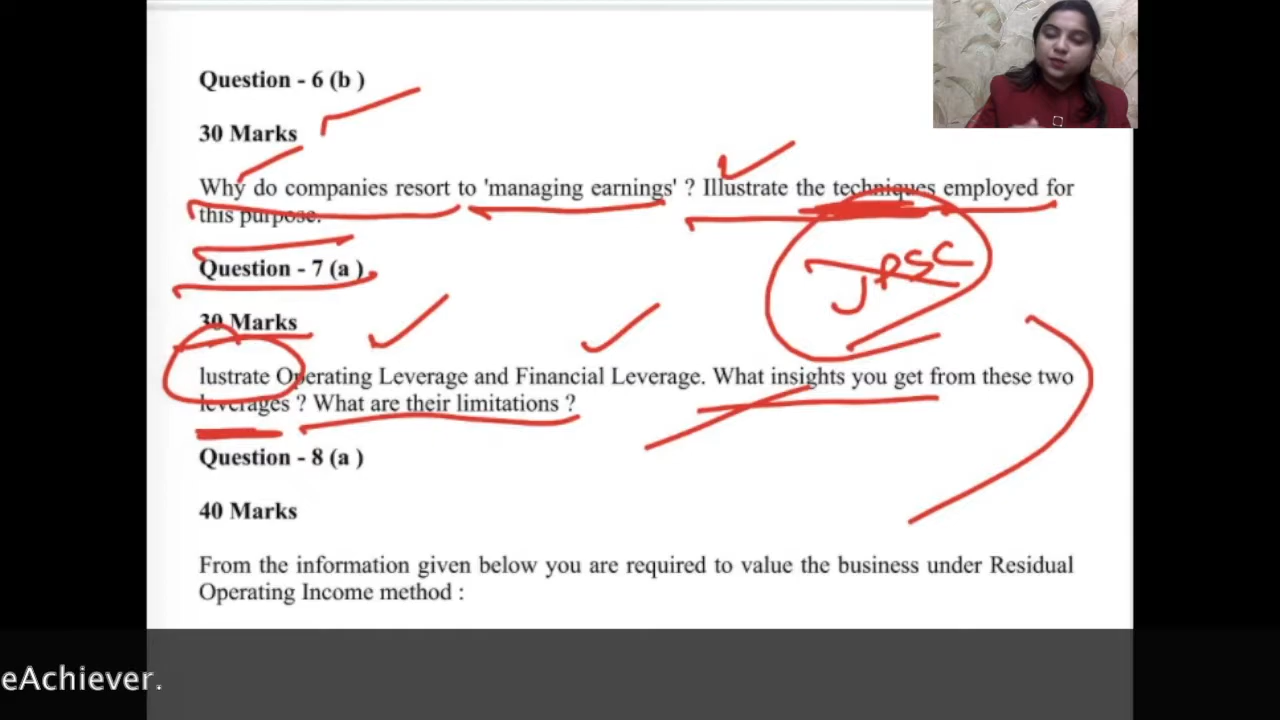 Question - 6 (b )
30 Marks
Why do companies resort to 'managing earnings' ? Illustrate the techniques employed for
this purpose.
Question - 7 (a )
JPSC
30 Marks
lustrate Operating Leverage and Financial Leverage. What insights you get from these two
leverages ? What are their limitations ?
Question - 8 (a )
40 Marks
From the information given below you are required to value the business under Residual
Operating Income method :
eAchiever.